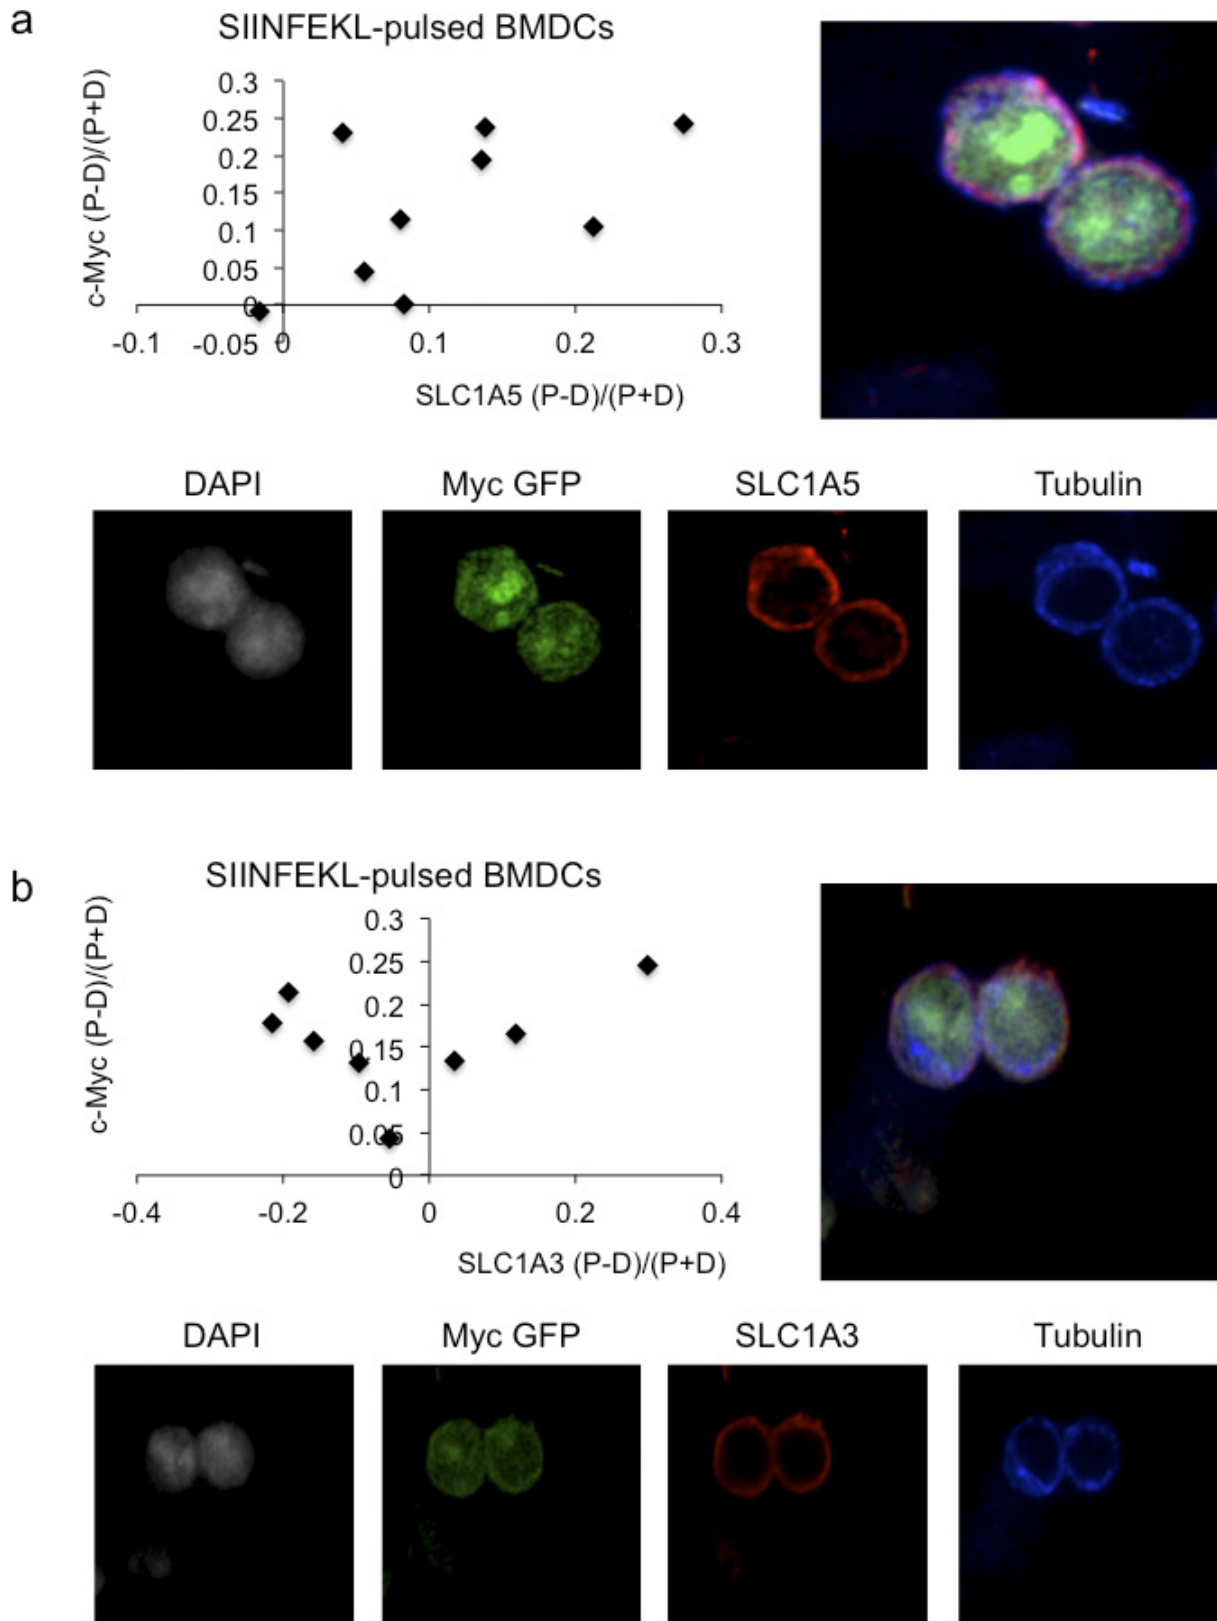 a
SIINFEKL-pulsed BMDCs
c-Myc (P-D)/(P+D)
0.3
0.25
0.2
0.15
0.1
0.05
0
-0.05
-0.1 0 0.1 0.2 0.3
SLC1A5 (P-D)/(P+D)
DAPI Myc GFP SLC1A5 Tubulin
b
SIINFEKL-pulsed BMDCs
c-Myc (P-D)/(P+D)
0.3
0.25
0.2
0.15
0.1
0.05
0
-0.4 -0.2 0 0.2 0.4
SLC1A3 (P-D)/(P+D)
DAPI Myc GFP SLC1A3 Tubulin